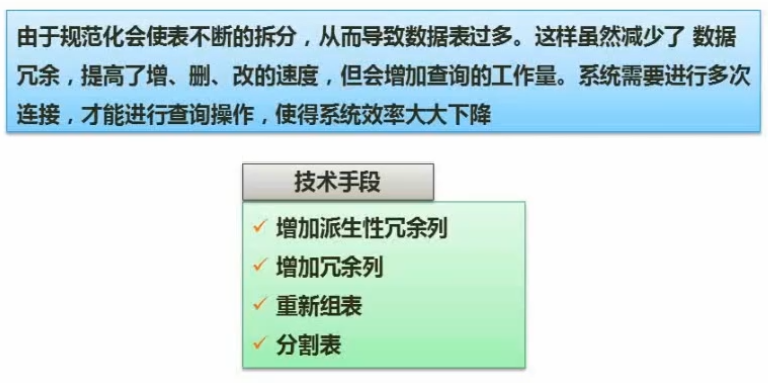 由于规范化会使表不断的拆分，从而导致数据表过多。这样虽然减少了 数据
冗余，提高了增、删、改的速度，但会增加查询的工作量。系统需要进行多次
连接，才能进行查询操作，使得系统效率大大下降
技术手段
✓ 增加派生性冗余列
✓ 增加冗余列
✓ 重新组表
✓ 分割表